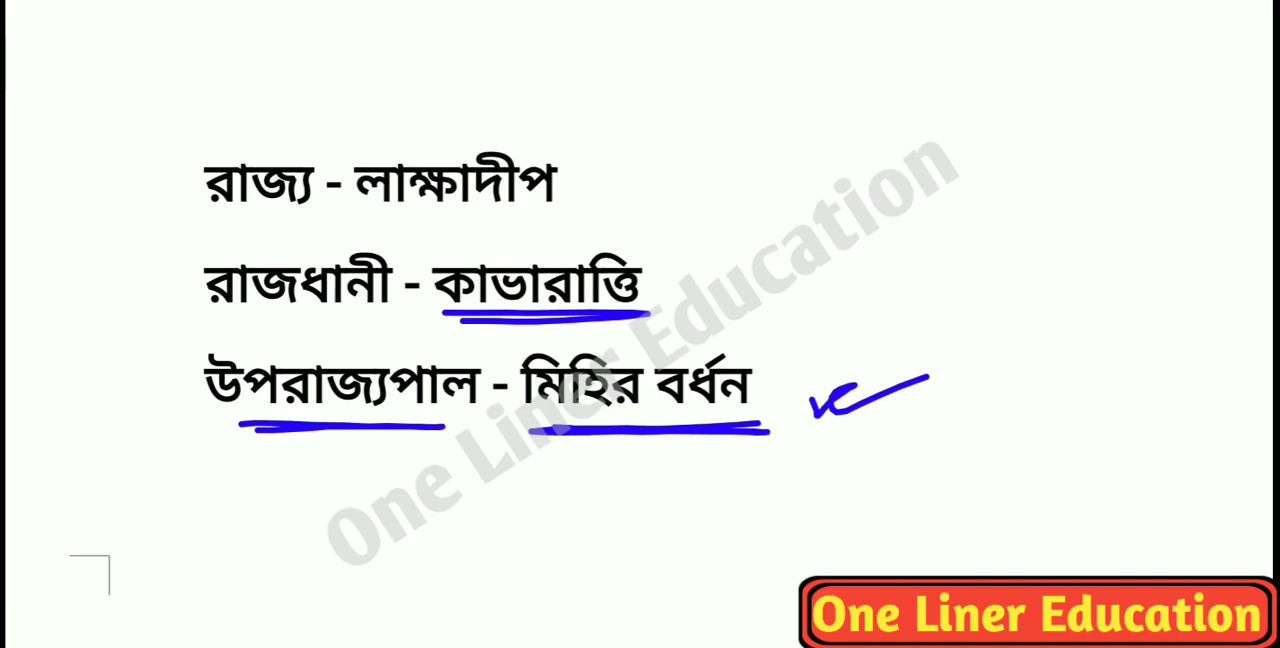 রাজ্য - লাক্ষাদীপ
রাজধানী - কাভারাত্তি
উপরাজ্যপাল - মিহির বর্ধন
One Liner Education
One Liner Education